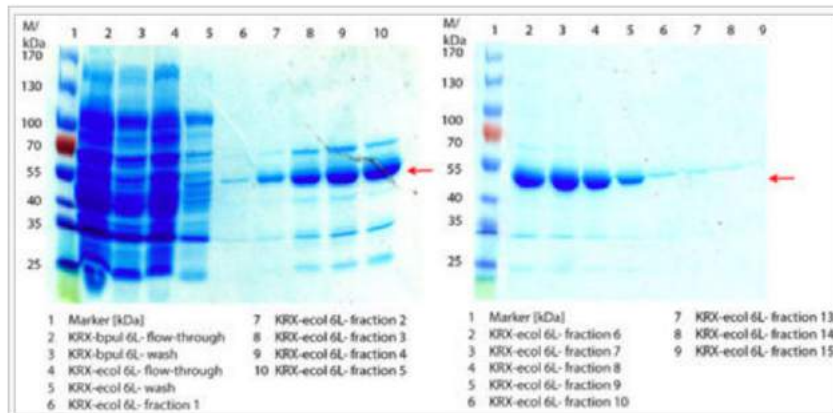 M/ 1 2 3 4 5 6 7 8 9 10
kDa
170
130
100
70
55
40
35
25
1 Marker [kDa]
2 KRX-bpul 6L- flow-through
3 KRX-bpul 6L- wash
4 KRX-ecol 6L- flow-through
5 KRX-ecol 6L- wash
6 KRX-ecol 6L- fraction 1
7 KRX-ecol 6L- fraction 2
8 KRX-ecol 6L- fraction 3
9 KRX-ecol 6L- fraction 4
10 KRX-ecol 6L- fraction 5
M/ 1 2 3 4 5 6 7 8 9
kDa
170
130
100
70
55
40
35
25
1 Marker [kDa]
2 KRX-ecol 6L- fraction 6
3 KRX-ecol 6L- fraction 7
4 KRX-ecol 6L- fraction 8
5 KRX-ecol 6L- fraction 9
6 KRX-ecol 6L- fraction 10
7 KRX-ecol 6L- fraction 13
8 KRX-ecol 6L- fraction 14
9 KRX-ecol 6L- fraction 15